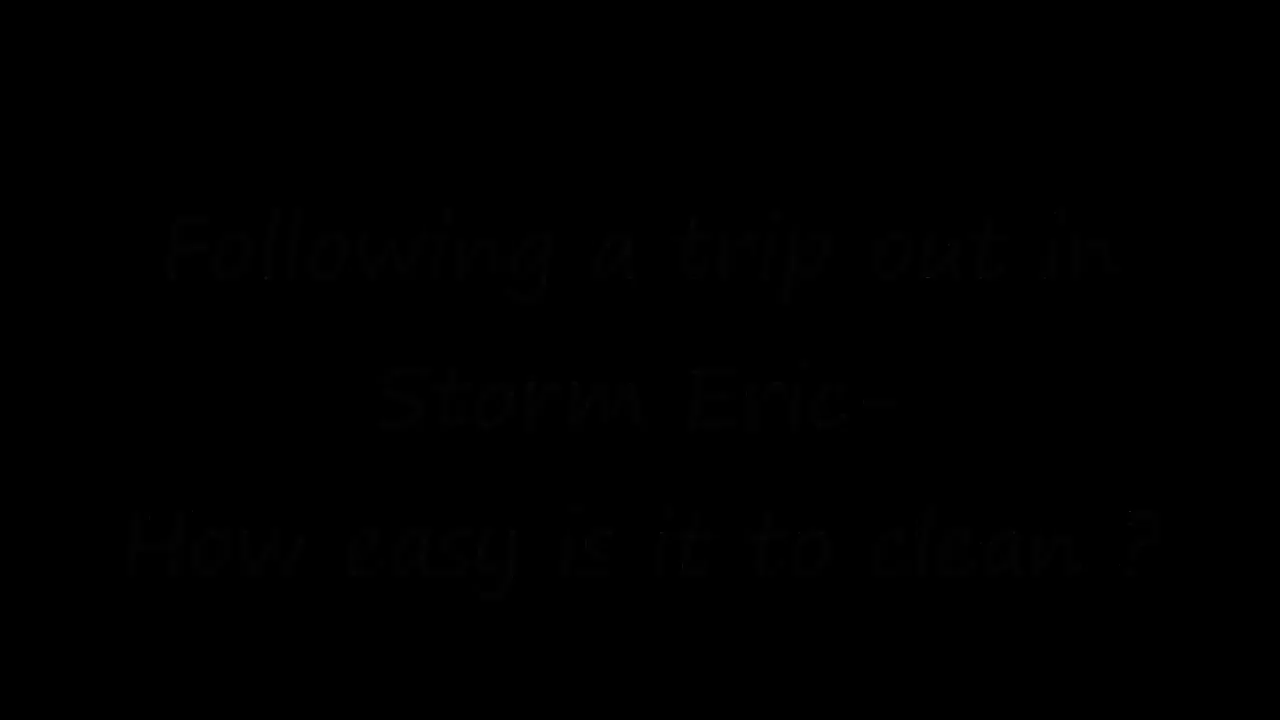 Following a trip out in
Storm Eric-
How easy is it to clean ?